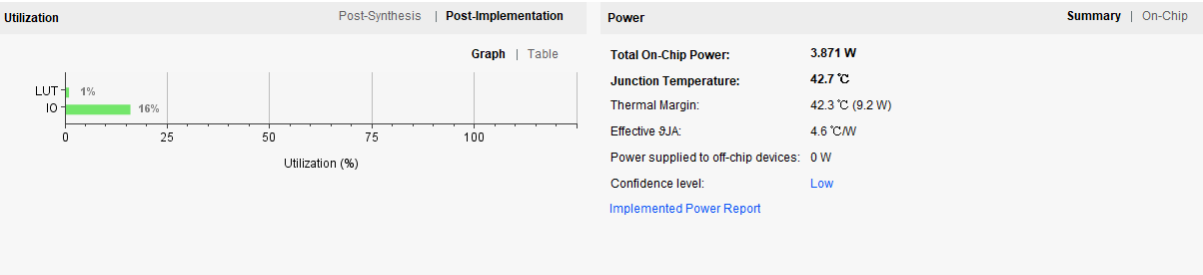 Utilization
Post-Synthesis | Post-Implementation
Graph | Table
LUT 1%
IO 16%
0 25 50 75 100
Utilization (%)
Power
Summary | On-Chip
Total On-Chip Power: 3.871 W
Junction Temperature: 42.7 °C
Thermal Margin: 42.3 °C (9.2 W)
Effective ϑJA: 4.6 °C/W
Power supplied to off-chip devices: 0 W
Confidence level: Low
Implemented Power Report